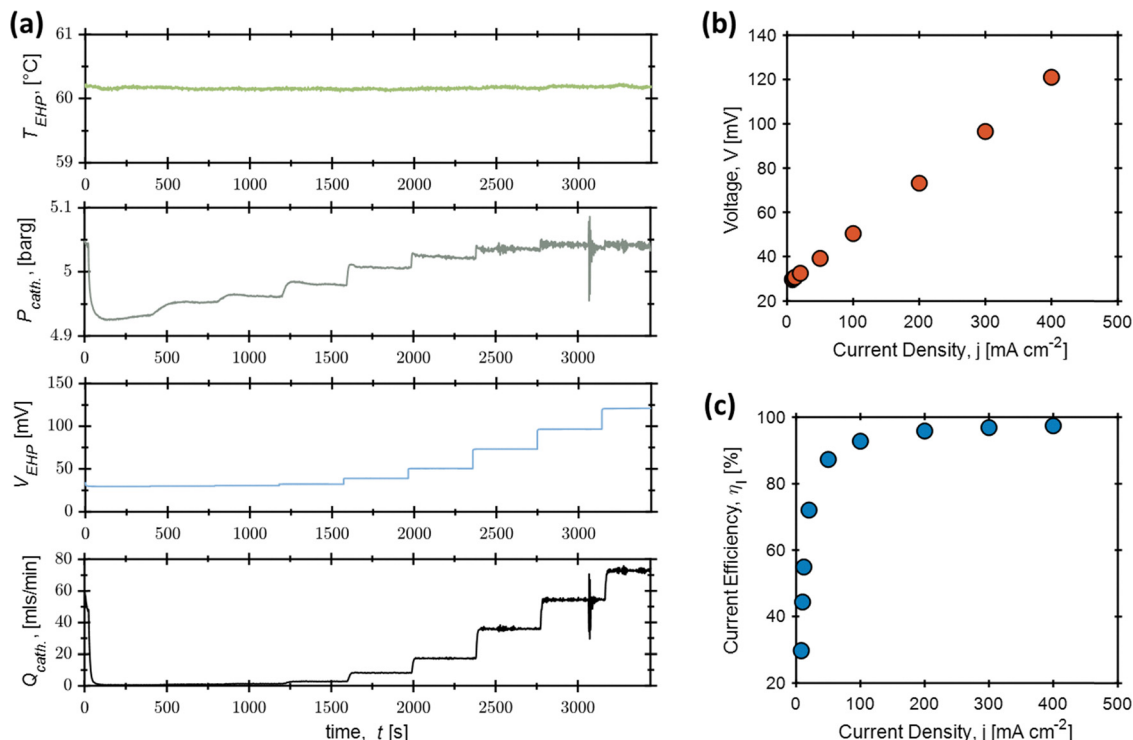 (a)
61
60
59
T_EHP, [°C]
0 500 1000 1500 2000 2500 3000
5.1
5
4.9
P_cath., [barg]
0 500 1000 1500 2000 2500 3000
150
100
50
0
V_EHP [mV]
0 500 1000 1500 2000 2500 3000
80
60
40
20
0
Q_cath., [mls/min]
0 500 1000 1500 2000 2500 3000
time, t [s]
(b)
140
120
100
80
60
40
20
Voltage, V [mV]
0 100 200 300 400 500
Current Density, j [mA cm⁻²]
(c)
100
80
60
40
20
Current Efficiency, η_I [%]
0 100 200 300 400 500
Current Density, j [mA cm⁻²]